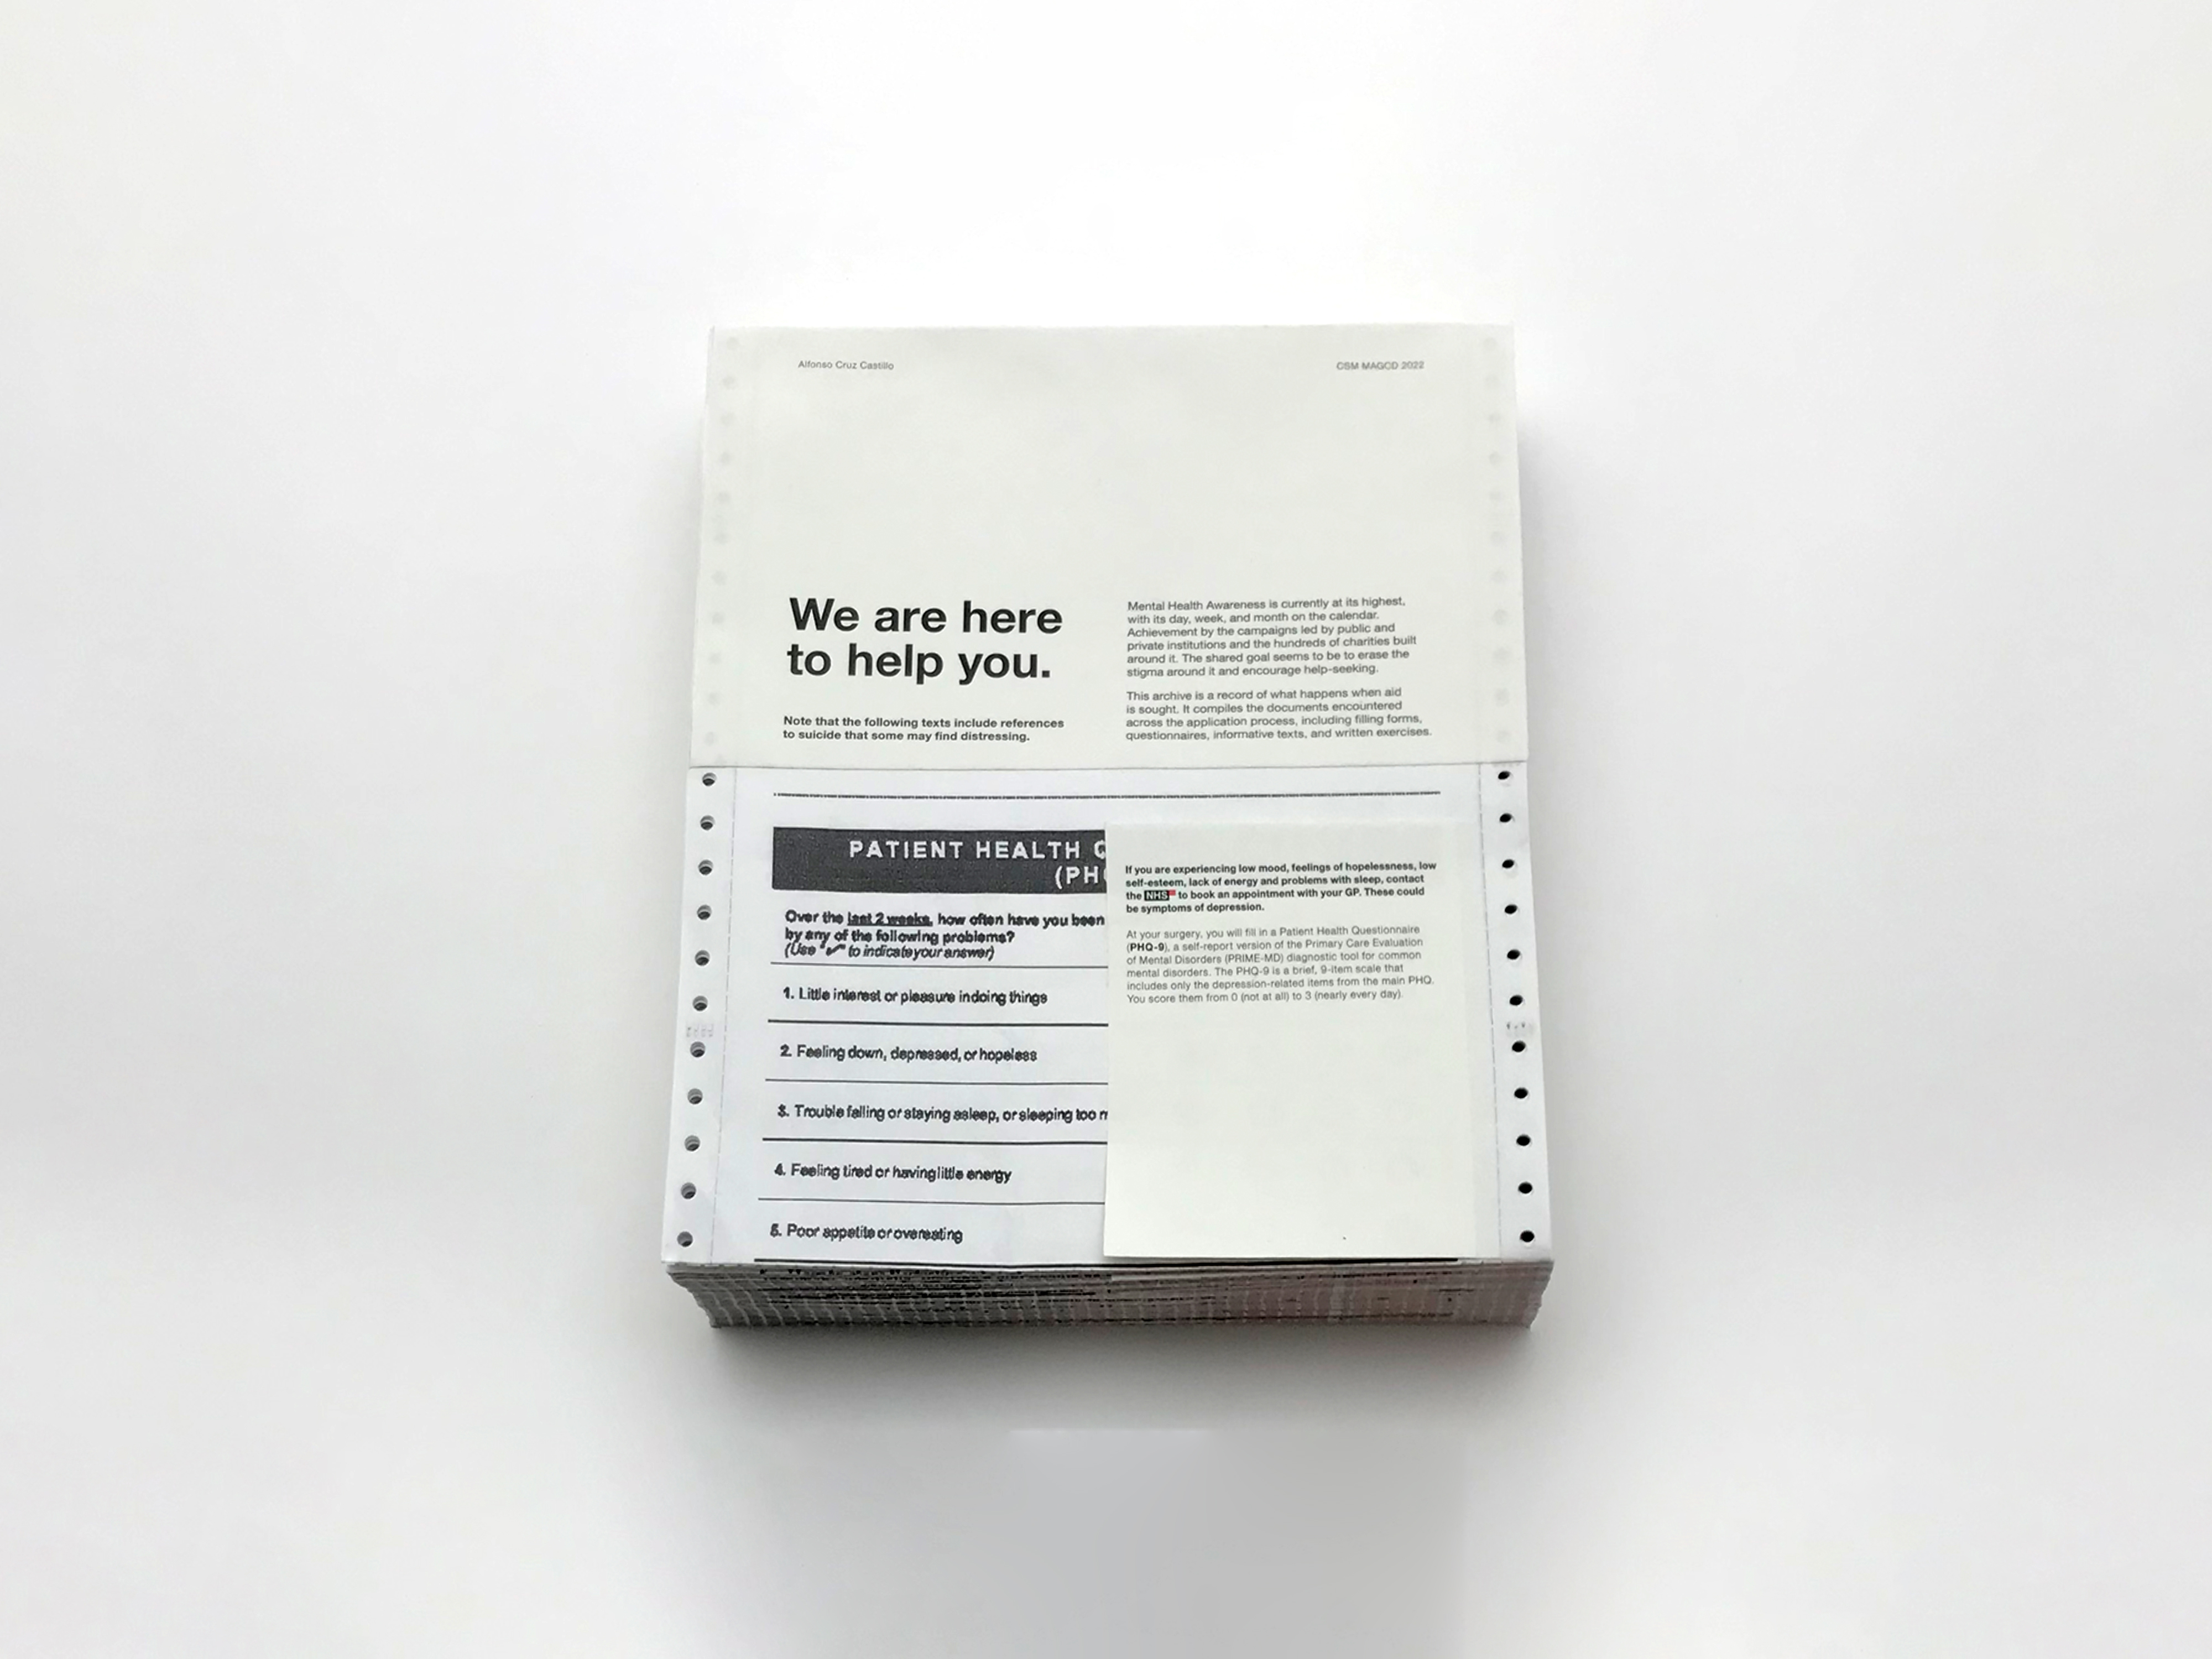 Alfonso Cruz Castillo
CSM MAGCD 2022
We are here
to help you.
Note that the following texts include references
to suicide that some may find distressing.
Mental Health Awareness is currently at its highest,
with its day, week, and month on the calendar.
Achievement by the campaigns led by public and
private institutions and the hundreds of charities built
around it. The shared goal seems to be to erase the
stigma around it and encourage help-seeking.
This archive is a record of what happens when aid
is sought. It compiles the documents encountered
across the application process, including filling forms,
questionnaires, informative texts, and written exercises.
PATIENT HEALTH
(PH
Over the last 2 weeks, how often have you been
by any of the following problems?
(Use "✔" to indicate your answer)
1. Little interest or pleasure in doing things
2. Feeling down, depressed, or hopeless
3. Trouble falling or staying asleep, or sleeping too
4. Feeling tired or having little energy
5. Poor appetite or overeating
If you are experiencing low mood, feelings of hopelessness, low
self-esteem, lack of energy and problems with sleep, contact
the NHS to book an appointment with your GP. These could
be symptoms of depression.
At your surgery, you will fill in a Patient Health Questionnaire
(PHQ-9), a self-report version of the Primary Care Evaluation
of Mental Disorders (PRIME-MD) diagnostic tool for common
mental disorders. The PHQ-9 is a brief, 9-item scale that
includes only the depression-related items from the main PHQ.
You score them from 0 (not at all) to 3 (nearly every day).